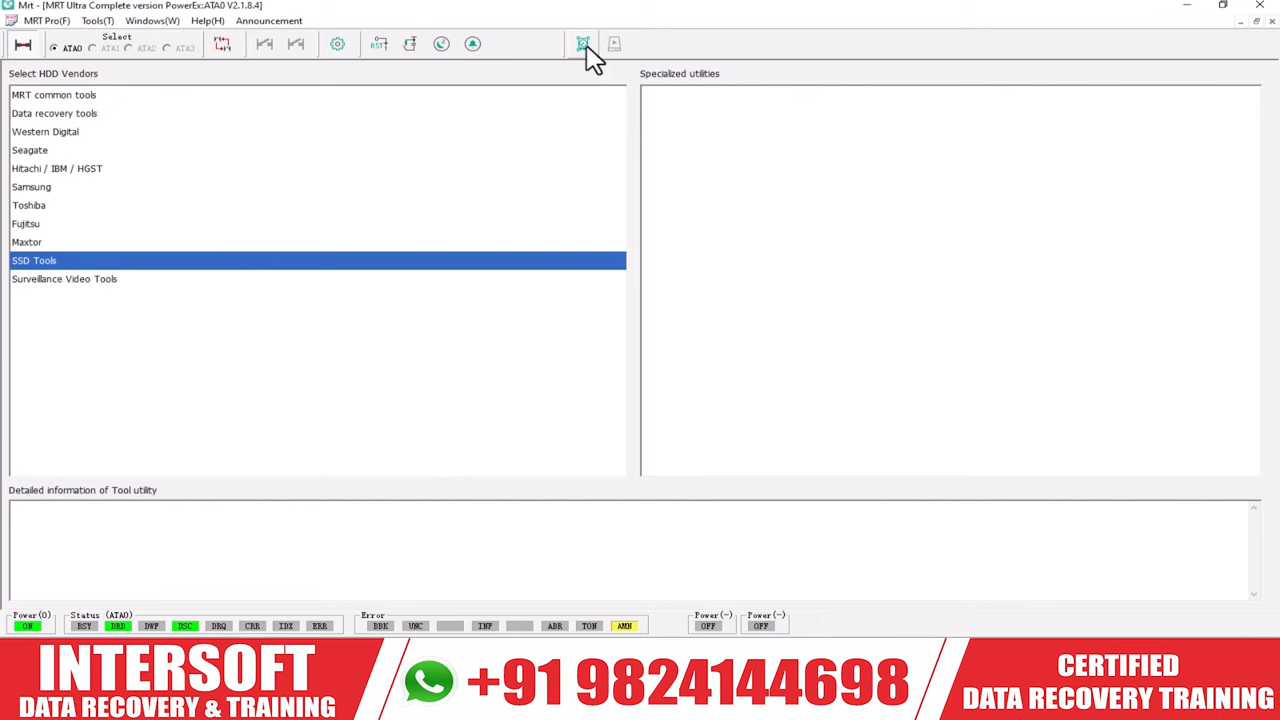 Mrt - [MRT Ultra Complete version PowerEx:ATA0 V2.1.8.4]
MRT Pro(F) Tools(T) Windows(W) Help(H) Announcement
Select
ATA0 ATA1 ATA2 ATA3
RST
Select HDD Vendors
Specialized utilities
MRT common tools
Data recovery tools
Western Digital
Seagate
Hitachi / IBM / HGST
Samsung
Toshiba
Fujitsu
Maxtor
SSD Tools
Surveillance Video Tools
Detailed information of Tool utility
Power(0) Status (ATA0) Error Power(-) Power(-)
ON BSY DRD DWF DSC DRQ CRR IDX ERR BBK UNC INF ABR TON AMN OFF OFF
INTERSOFT
DATA RECOVERY & TRAINING
+91 9824144698
CERTIFIED
DATA RECOVERY TRAINING